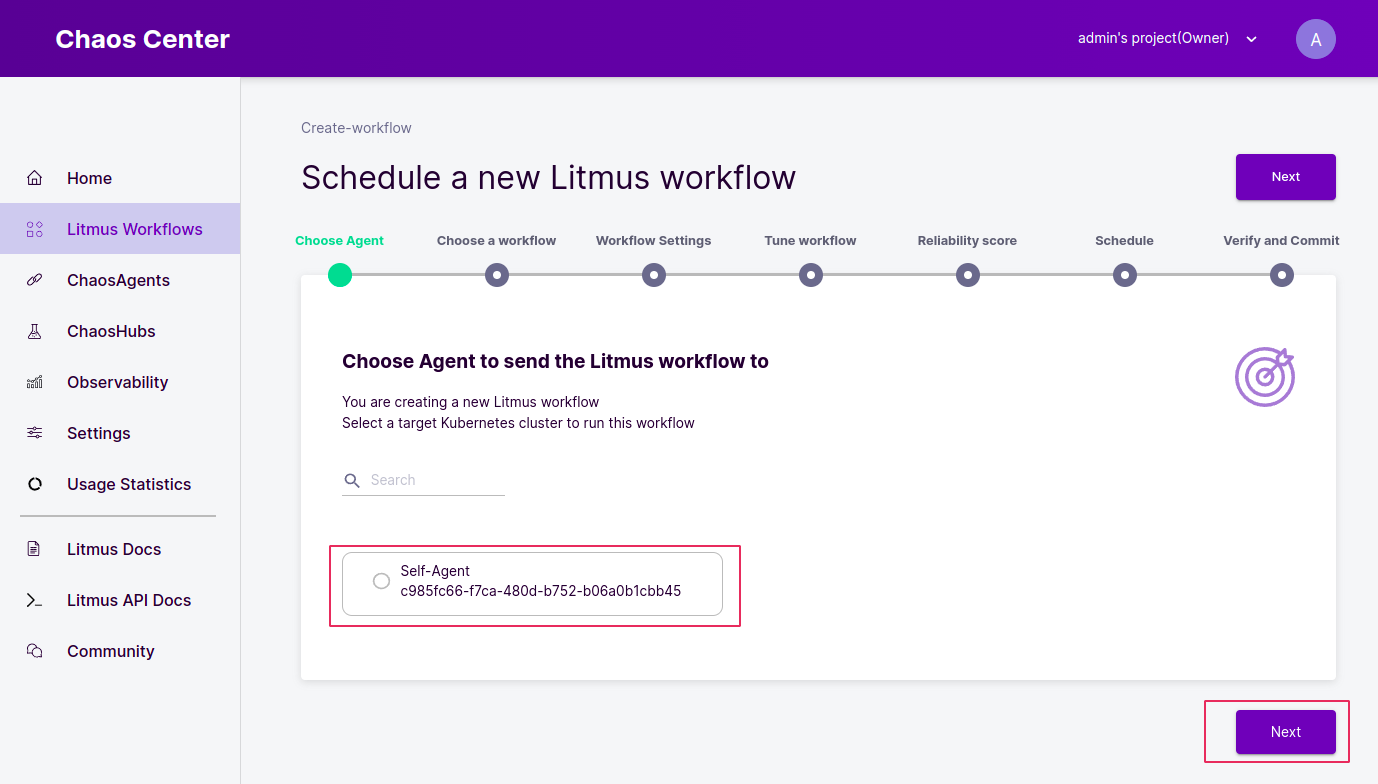 Chaos Center
admin's project(Owner)
A
Home
Litmus Workflows
ChaosAgents
ChaosHubs
Observability
Settings
Usage Statistics
Litmus Docs
Litmus API Docs
Community
Create-workflow
Schedule a new Litmus workflow
Next
Choose Agent
Choose a workflow
Workflow Settings
Tune workflow
Reliability score
Schedule
Verify and Commit
Choose Agent to send the Litmus workflow to
You are creating a new Litmus workflow
Select a target Kubernetes cluster to run this workflow
Search
Self-Agent
c985fc66-f7ca-480d-b752-b06a0b1cbb45
Next